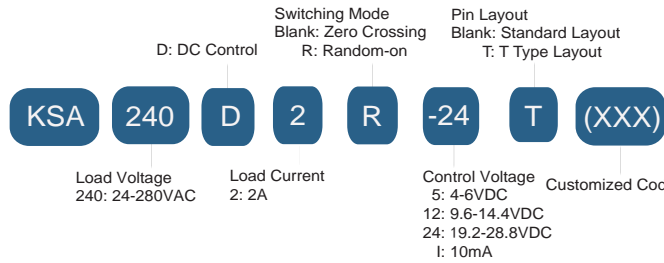 Switching Mode
Blank: Zero Crossing
R: Random-on
Pin Layout
Blank: Standard Layout
T: T Type Layout
D: DC Control
KSA 240 D 2 R -24 T (XXX)
Load Voltage
240: 24-280VAC
Load Current
2: 2A
Control Voltage
5: 4-6VDC
12: 9.6-14.4VDC
24: 19.2-28.8VDC
I: 10mA
Customized